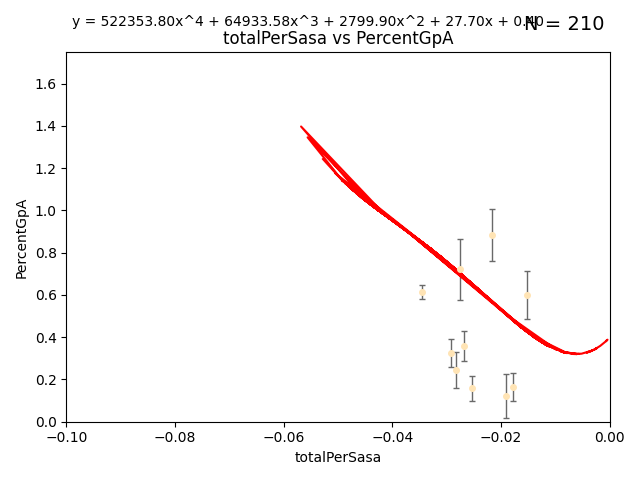 y = 522353.80x^4 + 64933.58x^3 + 2799.90x^2 + 27.70x + 0.40
N = 210
totalPerSasa vs PercentGpA
PercentGpA
1.6
1.4
1.2
1.0
0.8
0.6
0.4
0.2
0.0
−0.10 −0.08 −0.06 −0.04 −0.02 0.00
totalPerSasa